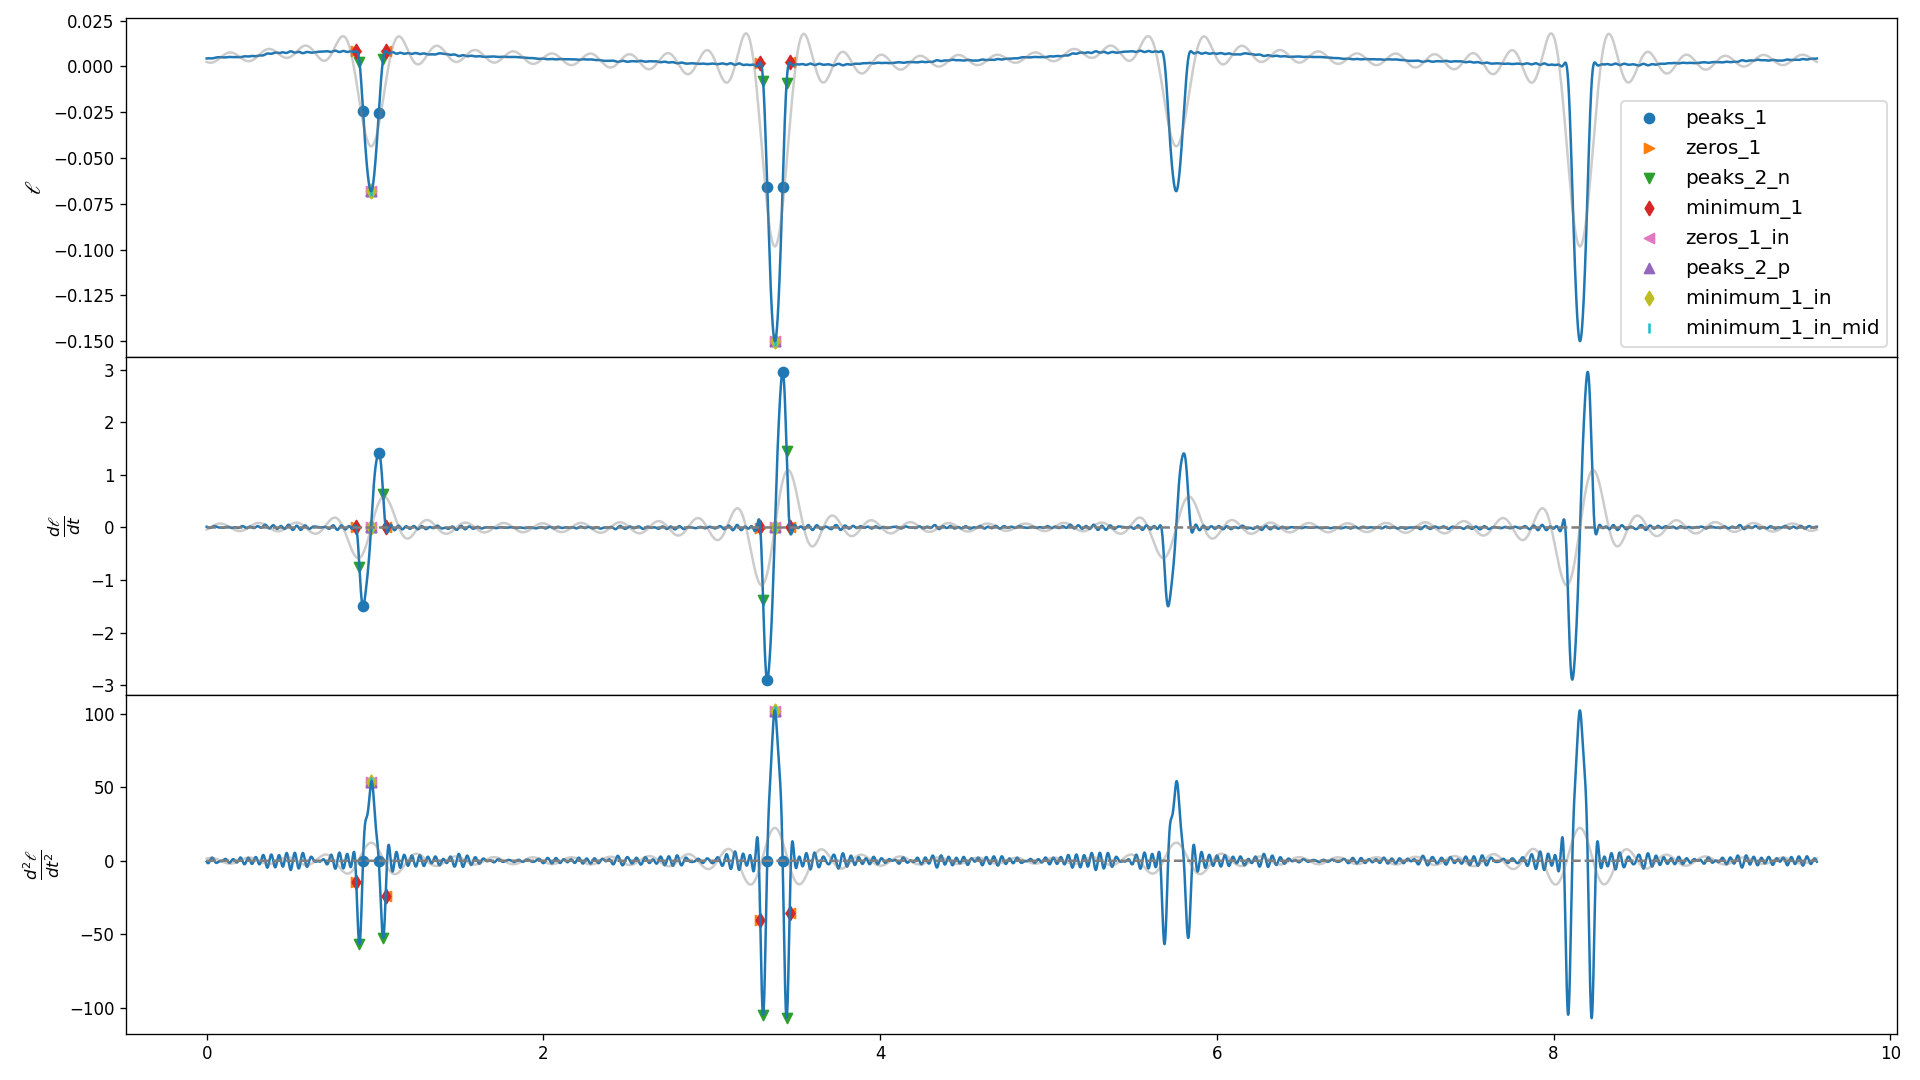 0.025
0.000
−0.025
−0.050
−0.075
−0.100
−0.125
−0.150
ℓ
peaks_1
zeros_1
peaks_2_n
minimum_1
zeros_1_in
peaks_2_p
minimum_1_in
minimum_1_in_mid
3
2
1
0
−1
−2
−3
dℓ
dt
100
50
0
−50
−100
d²ℓ
dt²
0 2 4 6 8 10